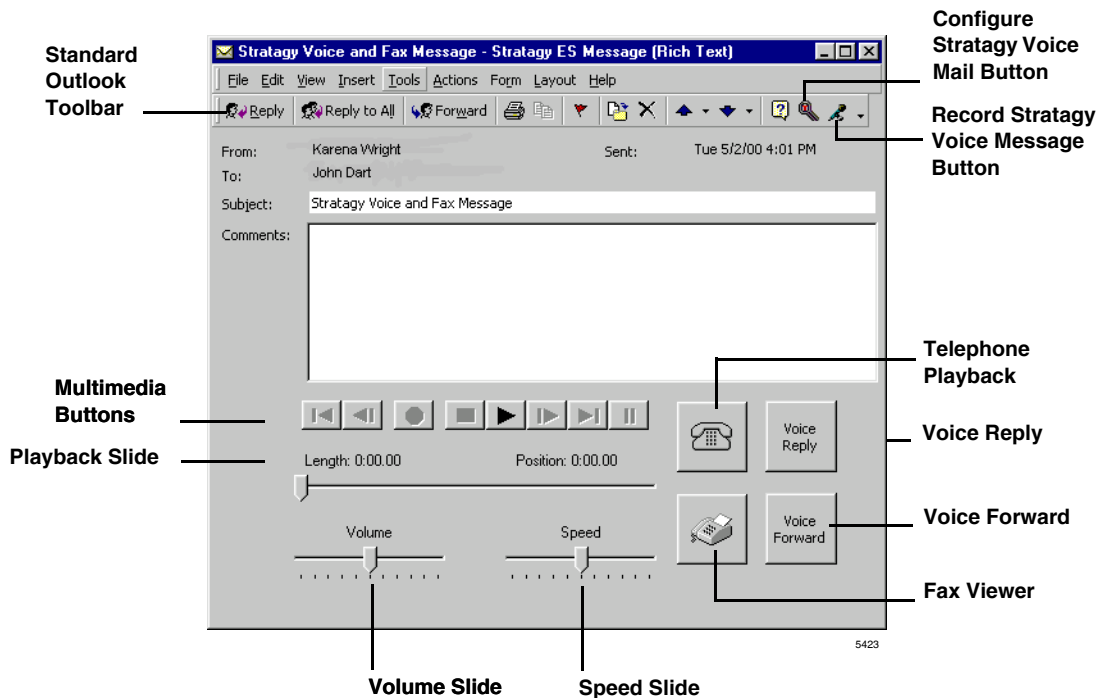 Configure
Stratagy Voice
Mail Button
Standard
Outlook
Toolbar
Stratagy Voice and Fax Message - Stratagy ES Message (Rich Text)
File Edit View Insert Tools Actions Form Layout Help
Reply Reply to All Forward
Record Stratagy
Voice Message
Button
From: Karena Wright Sent: Tue 5/2/00 4:01 PM
To: John Dart
Subject: Stratagy Voice and Fax Message
Comments:
Telephone
Playback
Multimedia
Buttons
Voice
Reply
Voice Reply
Playback Slide
Length: 0:00.00 Position: 0:00.00
Volume Speed
Voice
Forward
Voice Forward
Fax Viewer
5423
Volume Slide Speed Slide